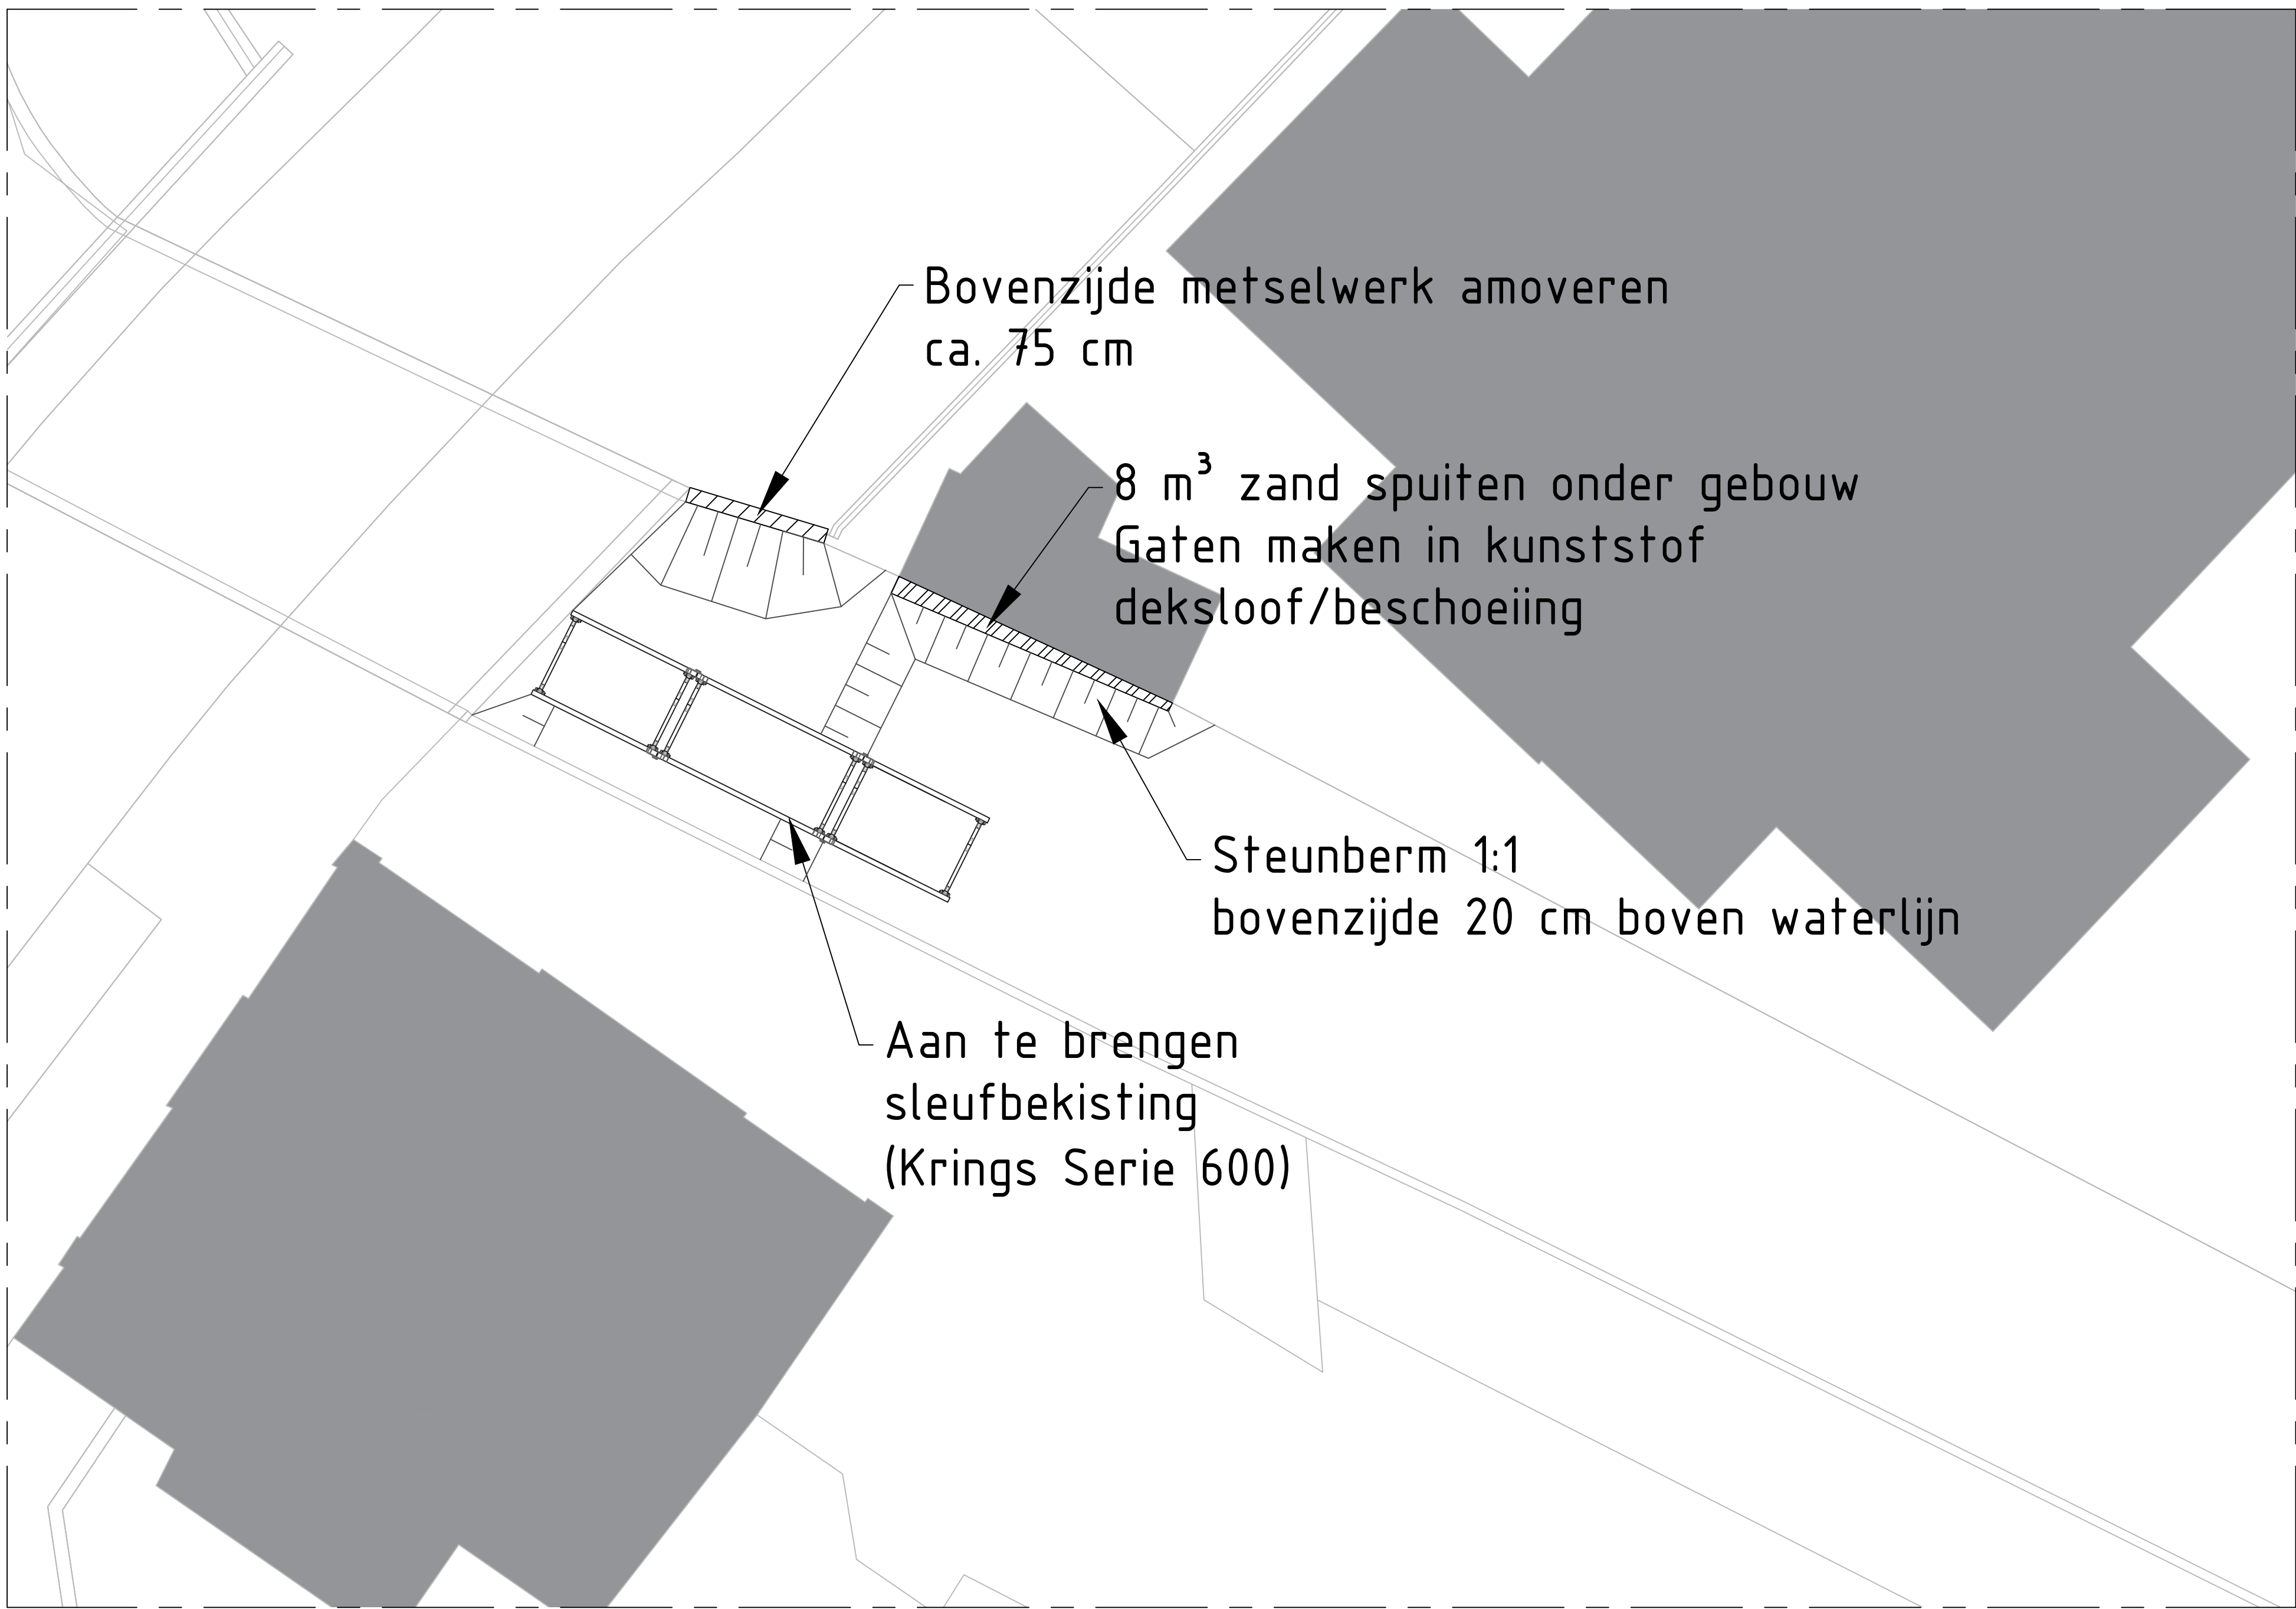 Bovenzijde metselwerk amoveren
ca. 75 cm
8 m³ zand spuiten onder gebouw
Gaten maken in kunststof
deksloof/beschoeiing
Steunberm 1:1
bovenzijde 20 cm boven waterlijn
Aan te brengen
sleufbekisting
(Krings Serie 600)